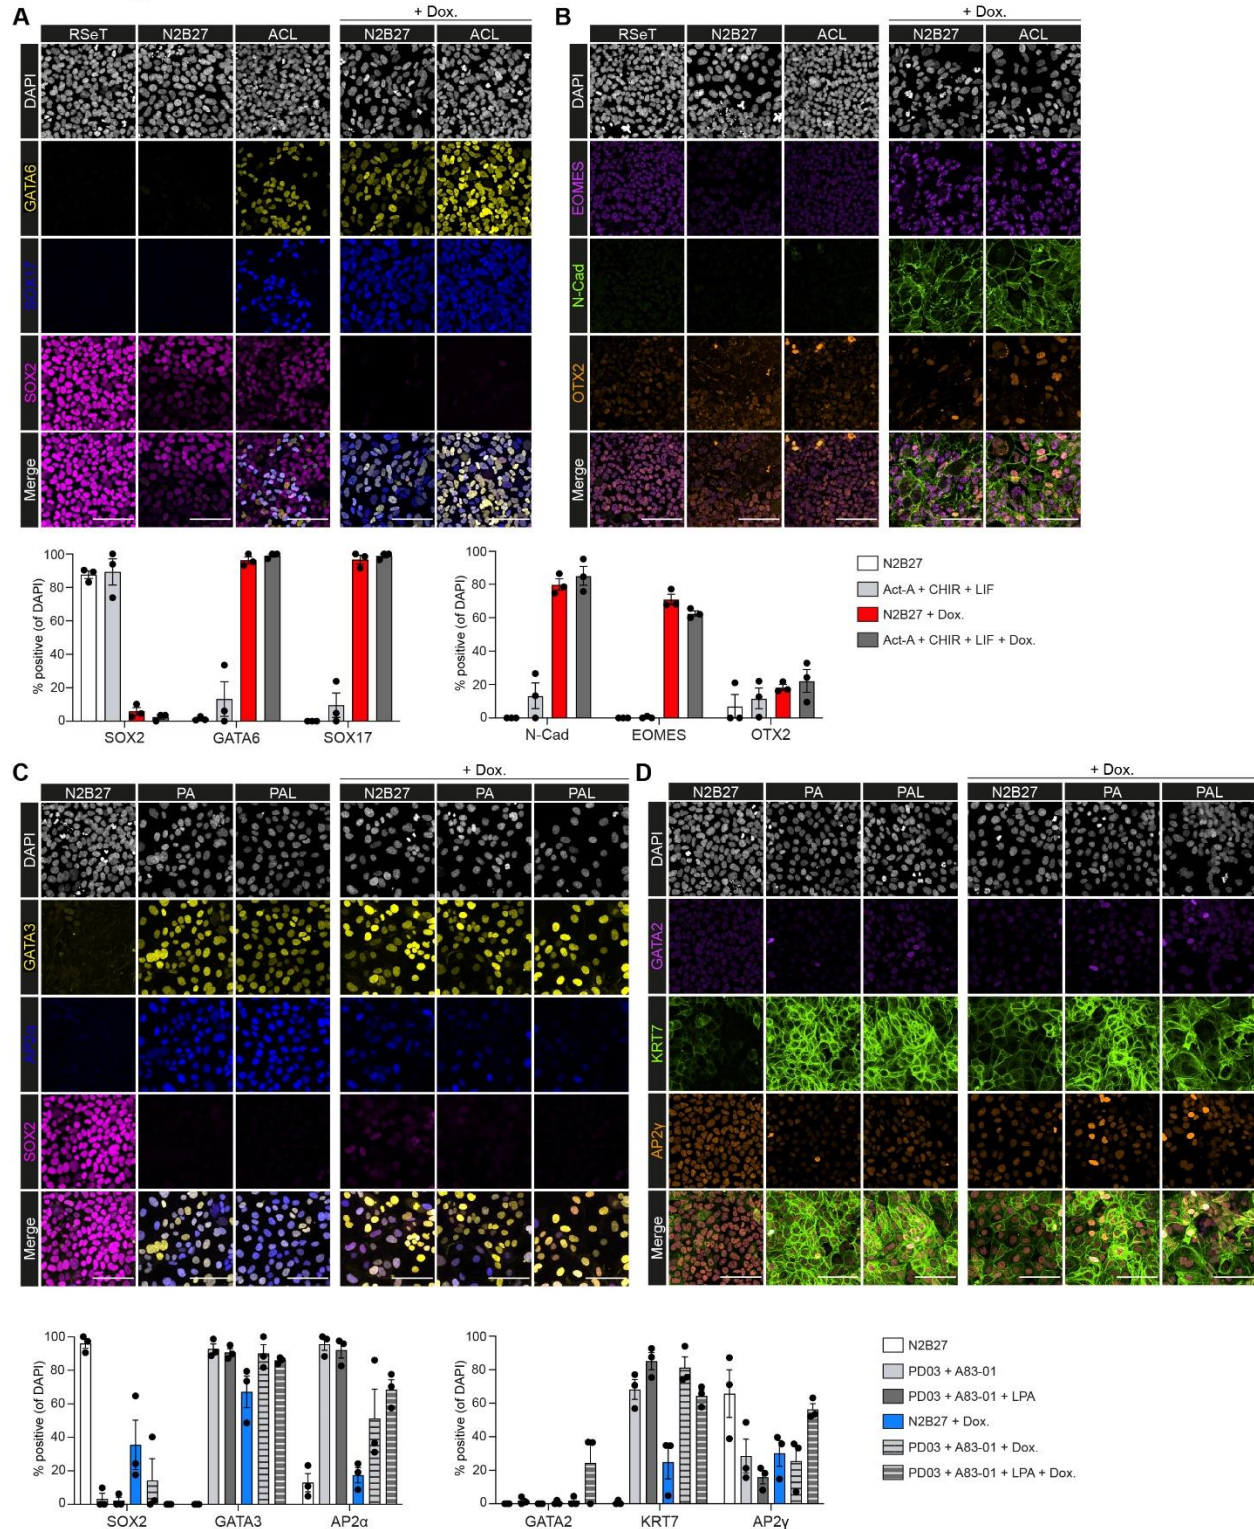 A
+ Dox.
RSeT N2B27 ACL N2B27 ACL
DAPI
GATA6
SOX17
SOX2
Merge
B
+ Dox.
RSeT N2B27 ACL N2B27 ACL
DAPI
EOMES
N-Cad
OTX2
Merge
% positive (of DAPI)
100
80
60
40
20
0
SOX2 GATA6 SOX17
% positive (of DAPI)
100
80
60
40
20
0
N-Cad EOMES OTX2
N2B27
Act-A + CHIR + LIF
N2B27 + Dox.
Act-A + CHIR + LIF + Dox.
C
+ Dox.
N2B27 PA PAL N2B27 PA PAL
DAPI
GATA3
AP2α
SOX2
Merge
D
+ Dox.
N2B27 PA PAL N2B27 PA PAL
DAPI
GATA2
KRT7
AP2γ
Merge
% positive (of DAPI)
100
80
60
40
20
0
SOX2 GATA3 AP2α
% positive (of DAPI)
100
80
60
40
20
0
GATA2 KRT7 AP2γ
N2B27
PD03 + A83-01
PD03 + A83-01 + LPA
N2B27 + Dox.
PD03 + A83-01 + Dox.
PD03 + A83-01 + LPA + Dox.